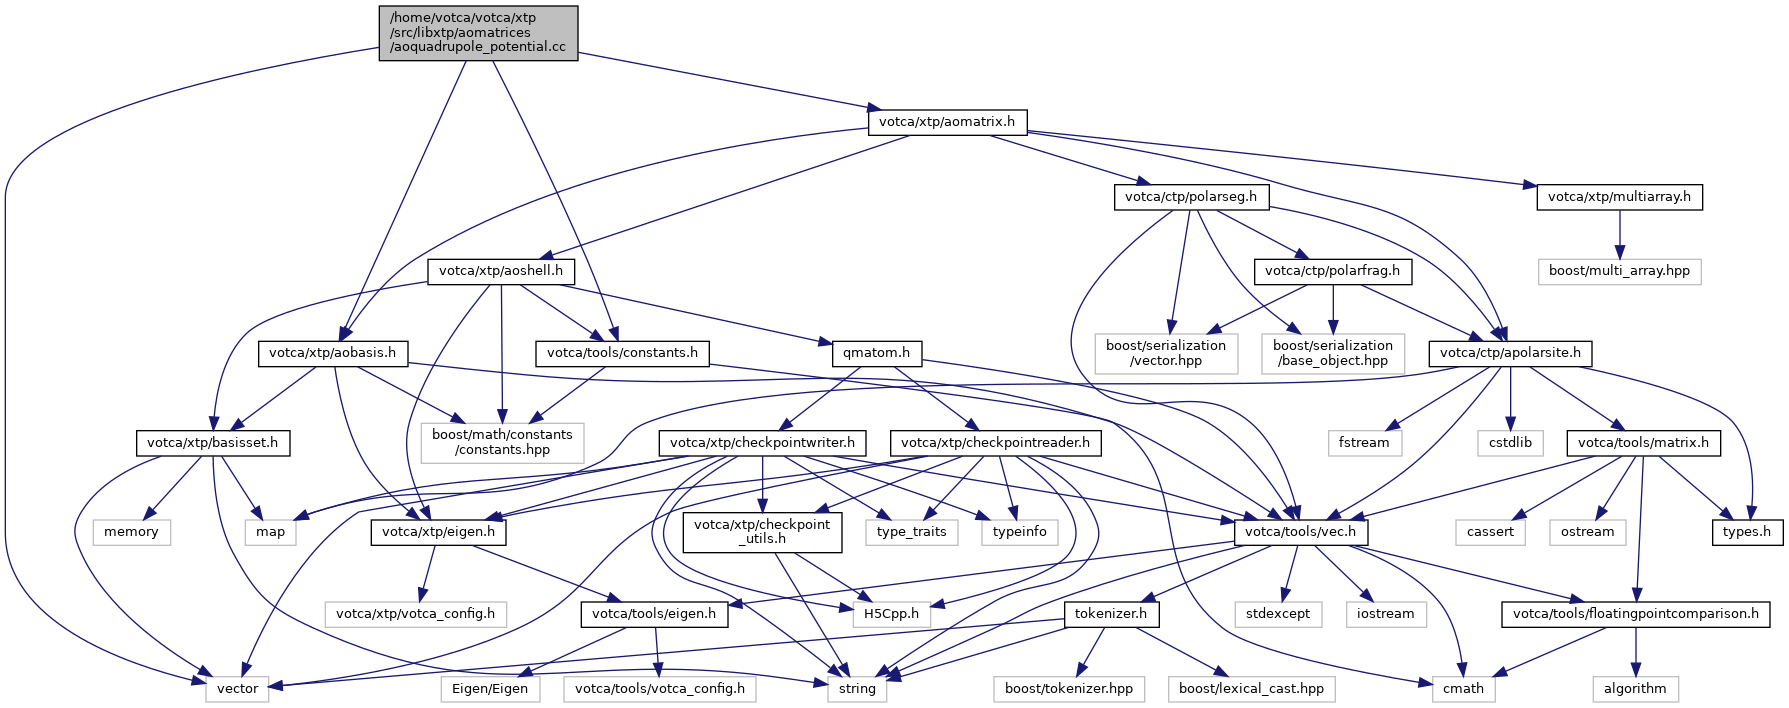 /home/votca/votca/xtp
/src/libxtp/aomatrices
/aoquadrupole_potential.cc
votca/xtp/aomatrix.h
votca/ctp/polarseg.h
votca/xtp/multiarray.h
votca/xtp/aoshell.h
votca/ctp/polarfrag.h
boost/multi_array.hpp
votca/xtp/aobasis.h
votca/tools/constants.h
qmatom.h
boost/serialization
/vector.hpp
boost/serialization
/base_object.hpp
votca/ctp/apolarsite.h
votca/xtp/basisset.h
boost/math/constants
/constants.hpp
votca/xtp/checkpointwriter.h
votca/xtp/checkpointreader.h
fstream
cstdlib
votca/tools/matrix.h
memory
map
votca/xtp/eigen.h
votca/xtp/checkpoint
_utils.h
type_traits
typeinfo
votca/tools/vec.h
cassert
ostream
types.h
votca/xtp/votca_config.h
votca/tools/eigen.h
H5Cpp.h
tokenizer.h
stdexcept
iostream
votca/tools/floatingpointcomparison.h
vector
Eigen/Eigen
votca/tools/votca_config.h
string
boost/tokenizer.hpp
boost/lexical_cast.hpp
cmath
algorithm